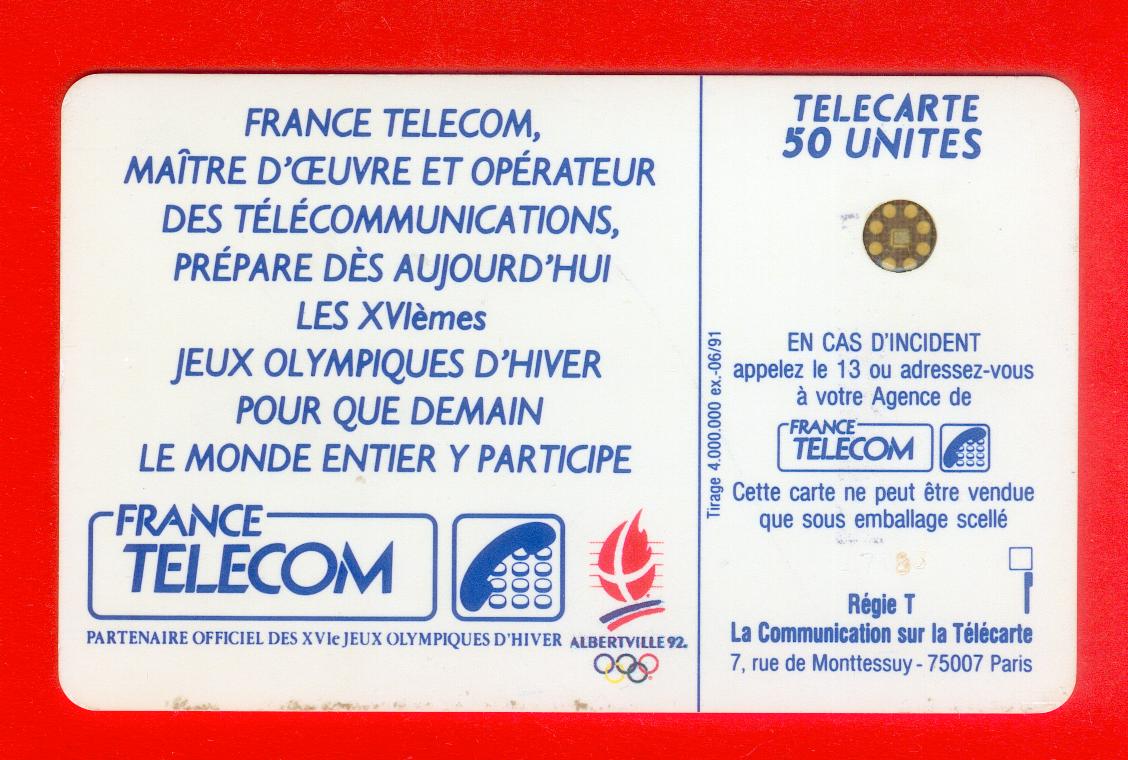 FRANCE TELECOM,
MAÎTRE D'ŒUVRE ET OPÉRATEUR
DES TÉLÉCOMMUNICATIONS,
PRÉPARE DÈS AUJOURD'HUI
LES XVIèmes
JEUX OLYMPIQUES D'HIVER
POUR QUE DEMAIN
LE MONDE ENTIER Y PARTICIPE
FRANCE
TELECOM
PARTENAIRE OFFICIEL DES XVIe JEUX OLYMPIQUES D'HIVER
ALBERTVILLE 92.
Tirage 4.000.000 ex.-06/91
TELECARTE
50 UNITES
EN CAS D'INCIDENT
appelez le 13 ou adressez-vous
à votre Agence de
FRANCE
TELECOM
Cette carte ne peut être vendue
que sous emballage scellé
Régie T
La Communication sur la Télécarte
7, rue de Monttessuy - 75007 Paris